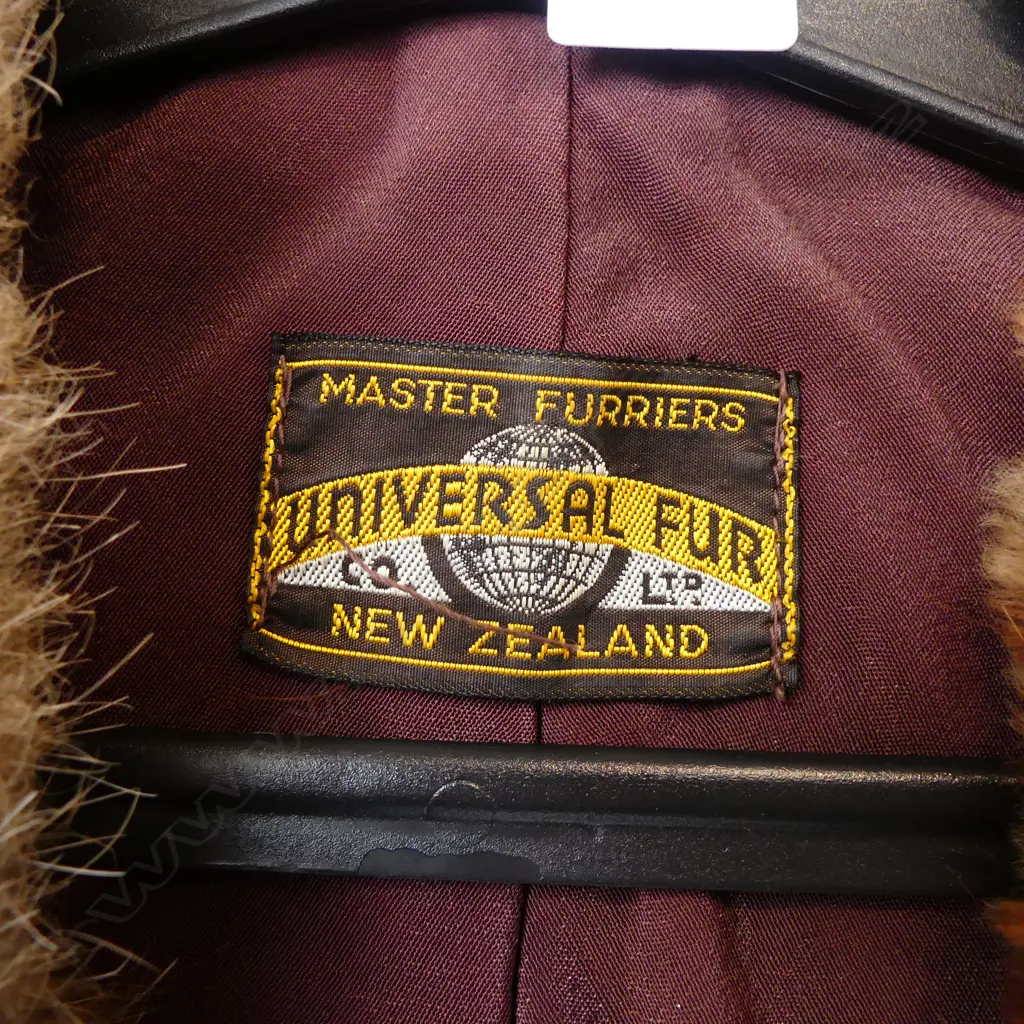 MASTER FURRIERS
UNIVERSAL FUR
CO. LTD.
NEW ZEALAND